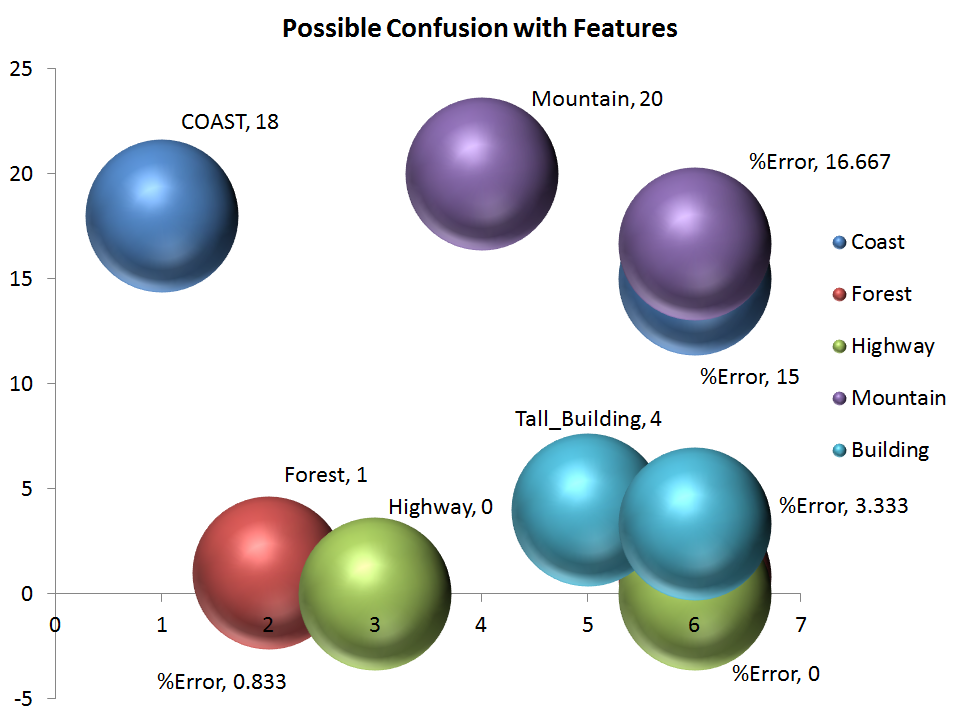 Possible Confusion with Features
25
20
15
10
5
0
-5
0 1 2 3 4 5 6 7
COAST, 18
Mountain, 20
%Error, 16.667
%Error, 15
Tall_Building, 4
Forest, 1
Highway, 0
%Error, 3.333
%Error, 0.833
%Error, 0
Coast
Forest
Highway
Mountain
Building